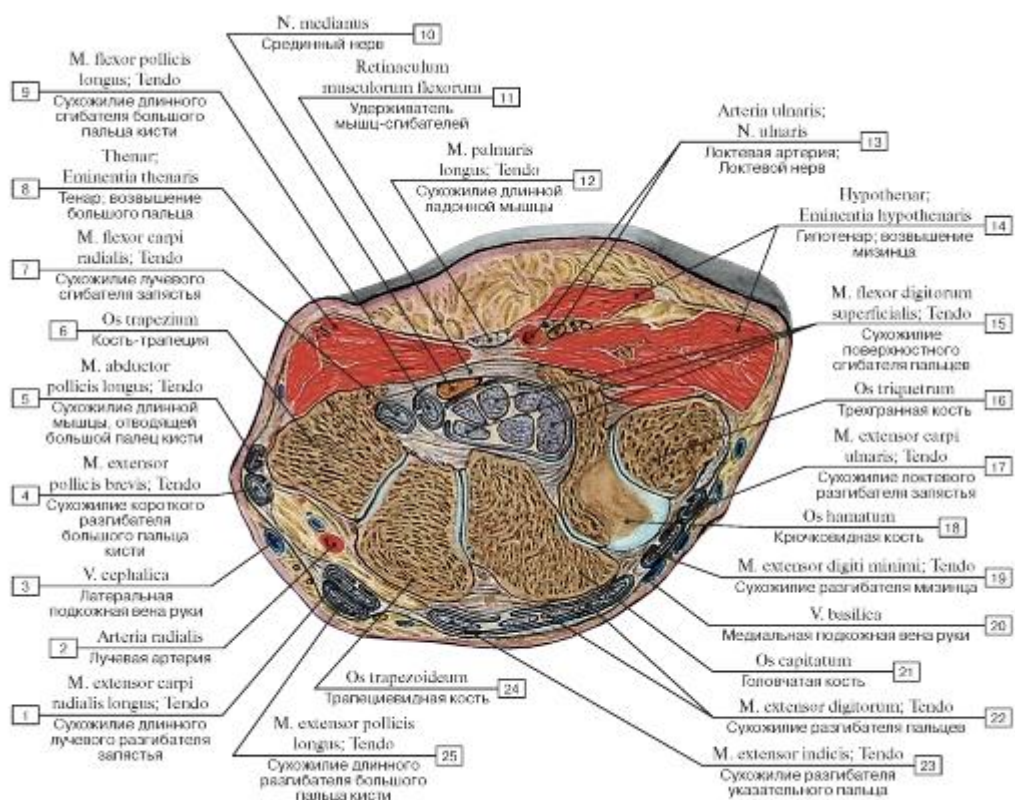 N. medianus
Срединный нерв
10
M. flexor pollicis
longus; Tendo
9
Сухожилие длинного
сгибателя большого
пальца кисти
Retinaculum
musculorum flexorum
11
Удерживатель
мышц-сгибателей
Arteria ulnaris;
N. ulnaris
13
Локтевая артерия;
Локтевой нерв
Thenar;
Eminentia thenaris
8
Тенар; возвышение
большого пальца
M. palmaris
longus; Tendo
12
Сухожилие длинной
ладонной мышцы
Hypothenar;
Eminentia hypothenaris
14
Гипотенар; возвышение
мизинца
M. flexor carpi
radialis; Tendo
7
Сухожилие лучевого
сгибателя запястья
M. flexor digitorum
superficialis; Tendo
15
Сухожилие
поверхностного
сгибателя пальцев
6
Os trapezium
Кость-трапеция
M. abductor
pollicis longus; Tendo
5
Сухожилие длинной
мышцы, отводящей
большой палец кисти
Os triquetrum
16
Трехгранная кость
M. extensor carpi
ulnaris; Tendo
17
Сухожилие локтевого
разгибателя запястья
M. extensor
pollicis brevis; Tendo
4
Сухожилие короткого
разгибателя
большого пальца
кисти
Os hamatum
18
Крючковидная кость
V. cephalica
3
Латеральная
подкожная вена руки
M. extensor digiti minimi; Tendo
19
Сухожилие разгибателя мизинца
V. basilica
20
Медиальная подкожная вена руки
Arteria radialis
2
Лучевая артерия
Os capitatum
21
Головчатая кость
M. extensor carpi
radialis longus; Tendo
1
Сухожилие длинного
лучевого разгибателя
запястья
Os trapezoideum
24
Трапециевидная кость
M. extensor digitorum; Tendo
22
Сухожилие разгибателя пальцев
M. extensor pollicis
longus; Tendo
25
Сухожилие длинного
разгибателя большого
пальца кисти
M. extensor indicis; Tendo
23
Сухожилие разгибателя
указательного пальца